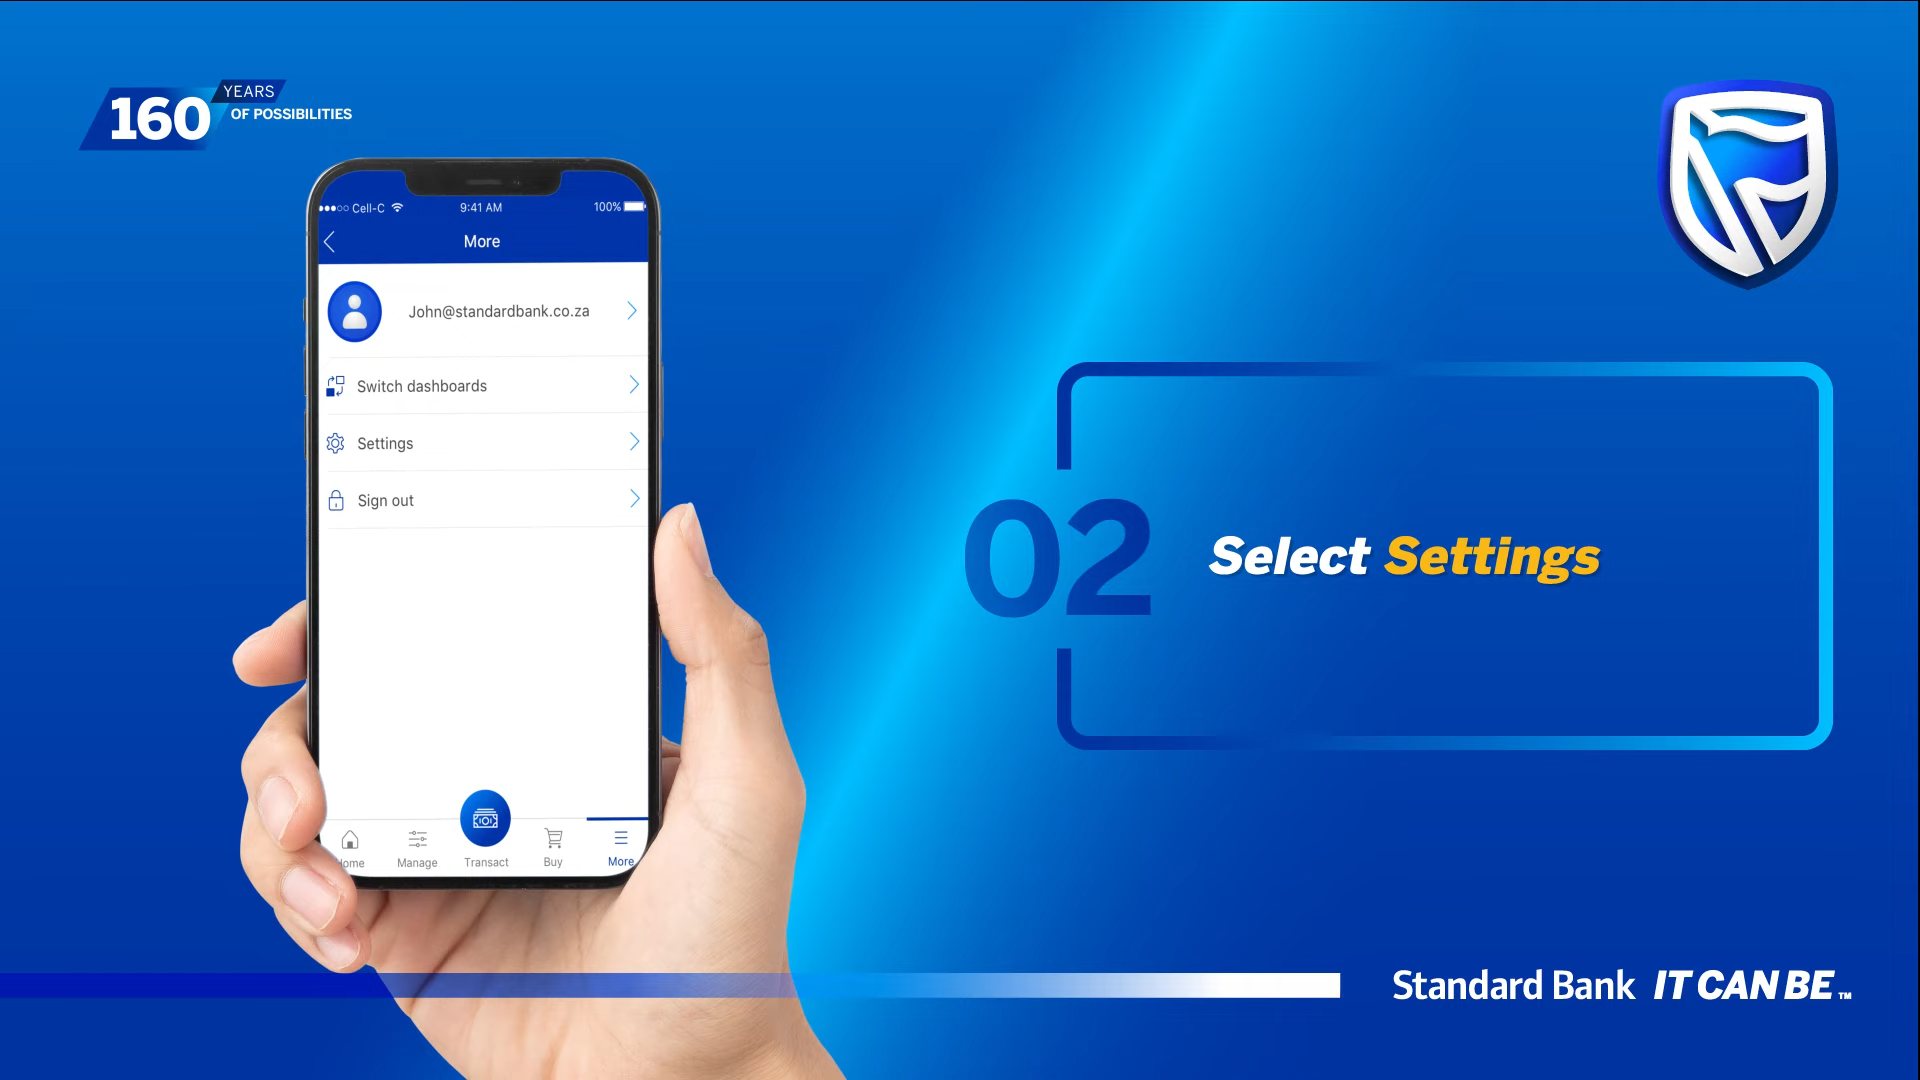 160 YEARS
OF POSSIBILITIES
Cell-C 9:41 AM 100%
More
John@standardbank.co.za
Switch dashboards
Settings
Sign out
02 Select Settings
Manage Transact Buy More
Standard Bank IT CAN BE ™